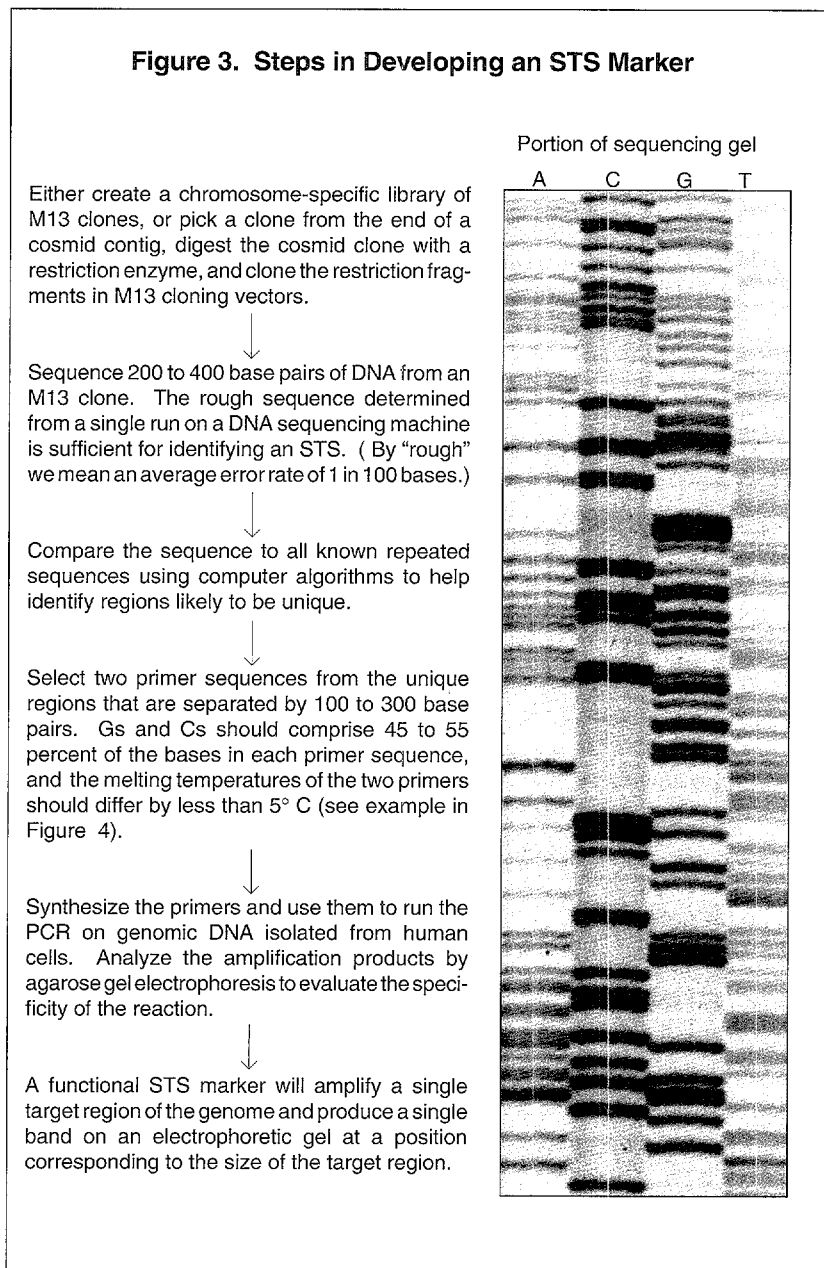 Figure 3. Steps in Developing an STS Marker
Portion of sequencing gel
A C G T
Either create a chromosome-specific library of
M13 clones, or pick a clone from the end of a
cosmid contig, digest the cosmid clone with a
restriction enzyme, and clone the restriction frag-
ments in M13 cloning vectors.
Sequence 200 to 400 base pairs of DNA from an
M13 clone. The rough sequence determined
from a single run on a DNA sequencing machine
is sufficient for identifying an STS. ( By “rough”
we mean an average error rate of 1 in 100 bases.)
Compare the sequence to all known repeated
sequences using computer algorithms to help
identify regions likely to be unique.
Select two primer sequences from the unique
regions that are separated by 100 to 300 base
pairs. Gs and Cs should comprise 45 to 55
percent of the bases in each primer sequence,
and the melting temperatures of the two primers
should differ by less than 5° C (see example in
Figure 4).
Synthesize the primers and use them to run the
PCR on genomic DNA isolated from human
cells. Analyze the amplification products by
agarose gel electrophoresis to evaluate the speci-
ficity of the reaction.
A functional STS marker will amplify a single
target region of the genome and produce a single
band on an electrophoretic gel at a position
corresponding to the size of the target region.